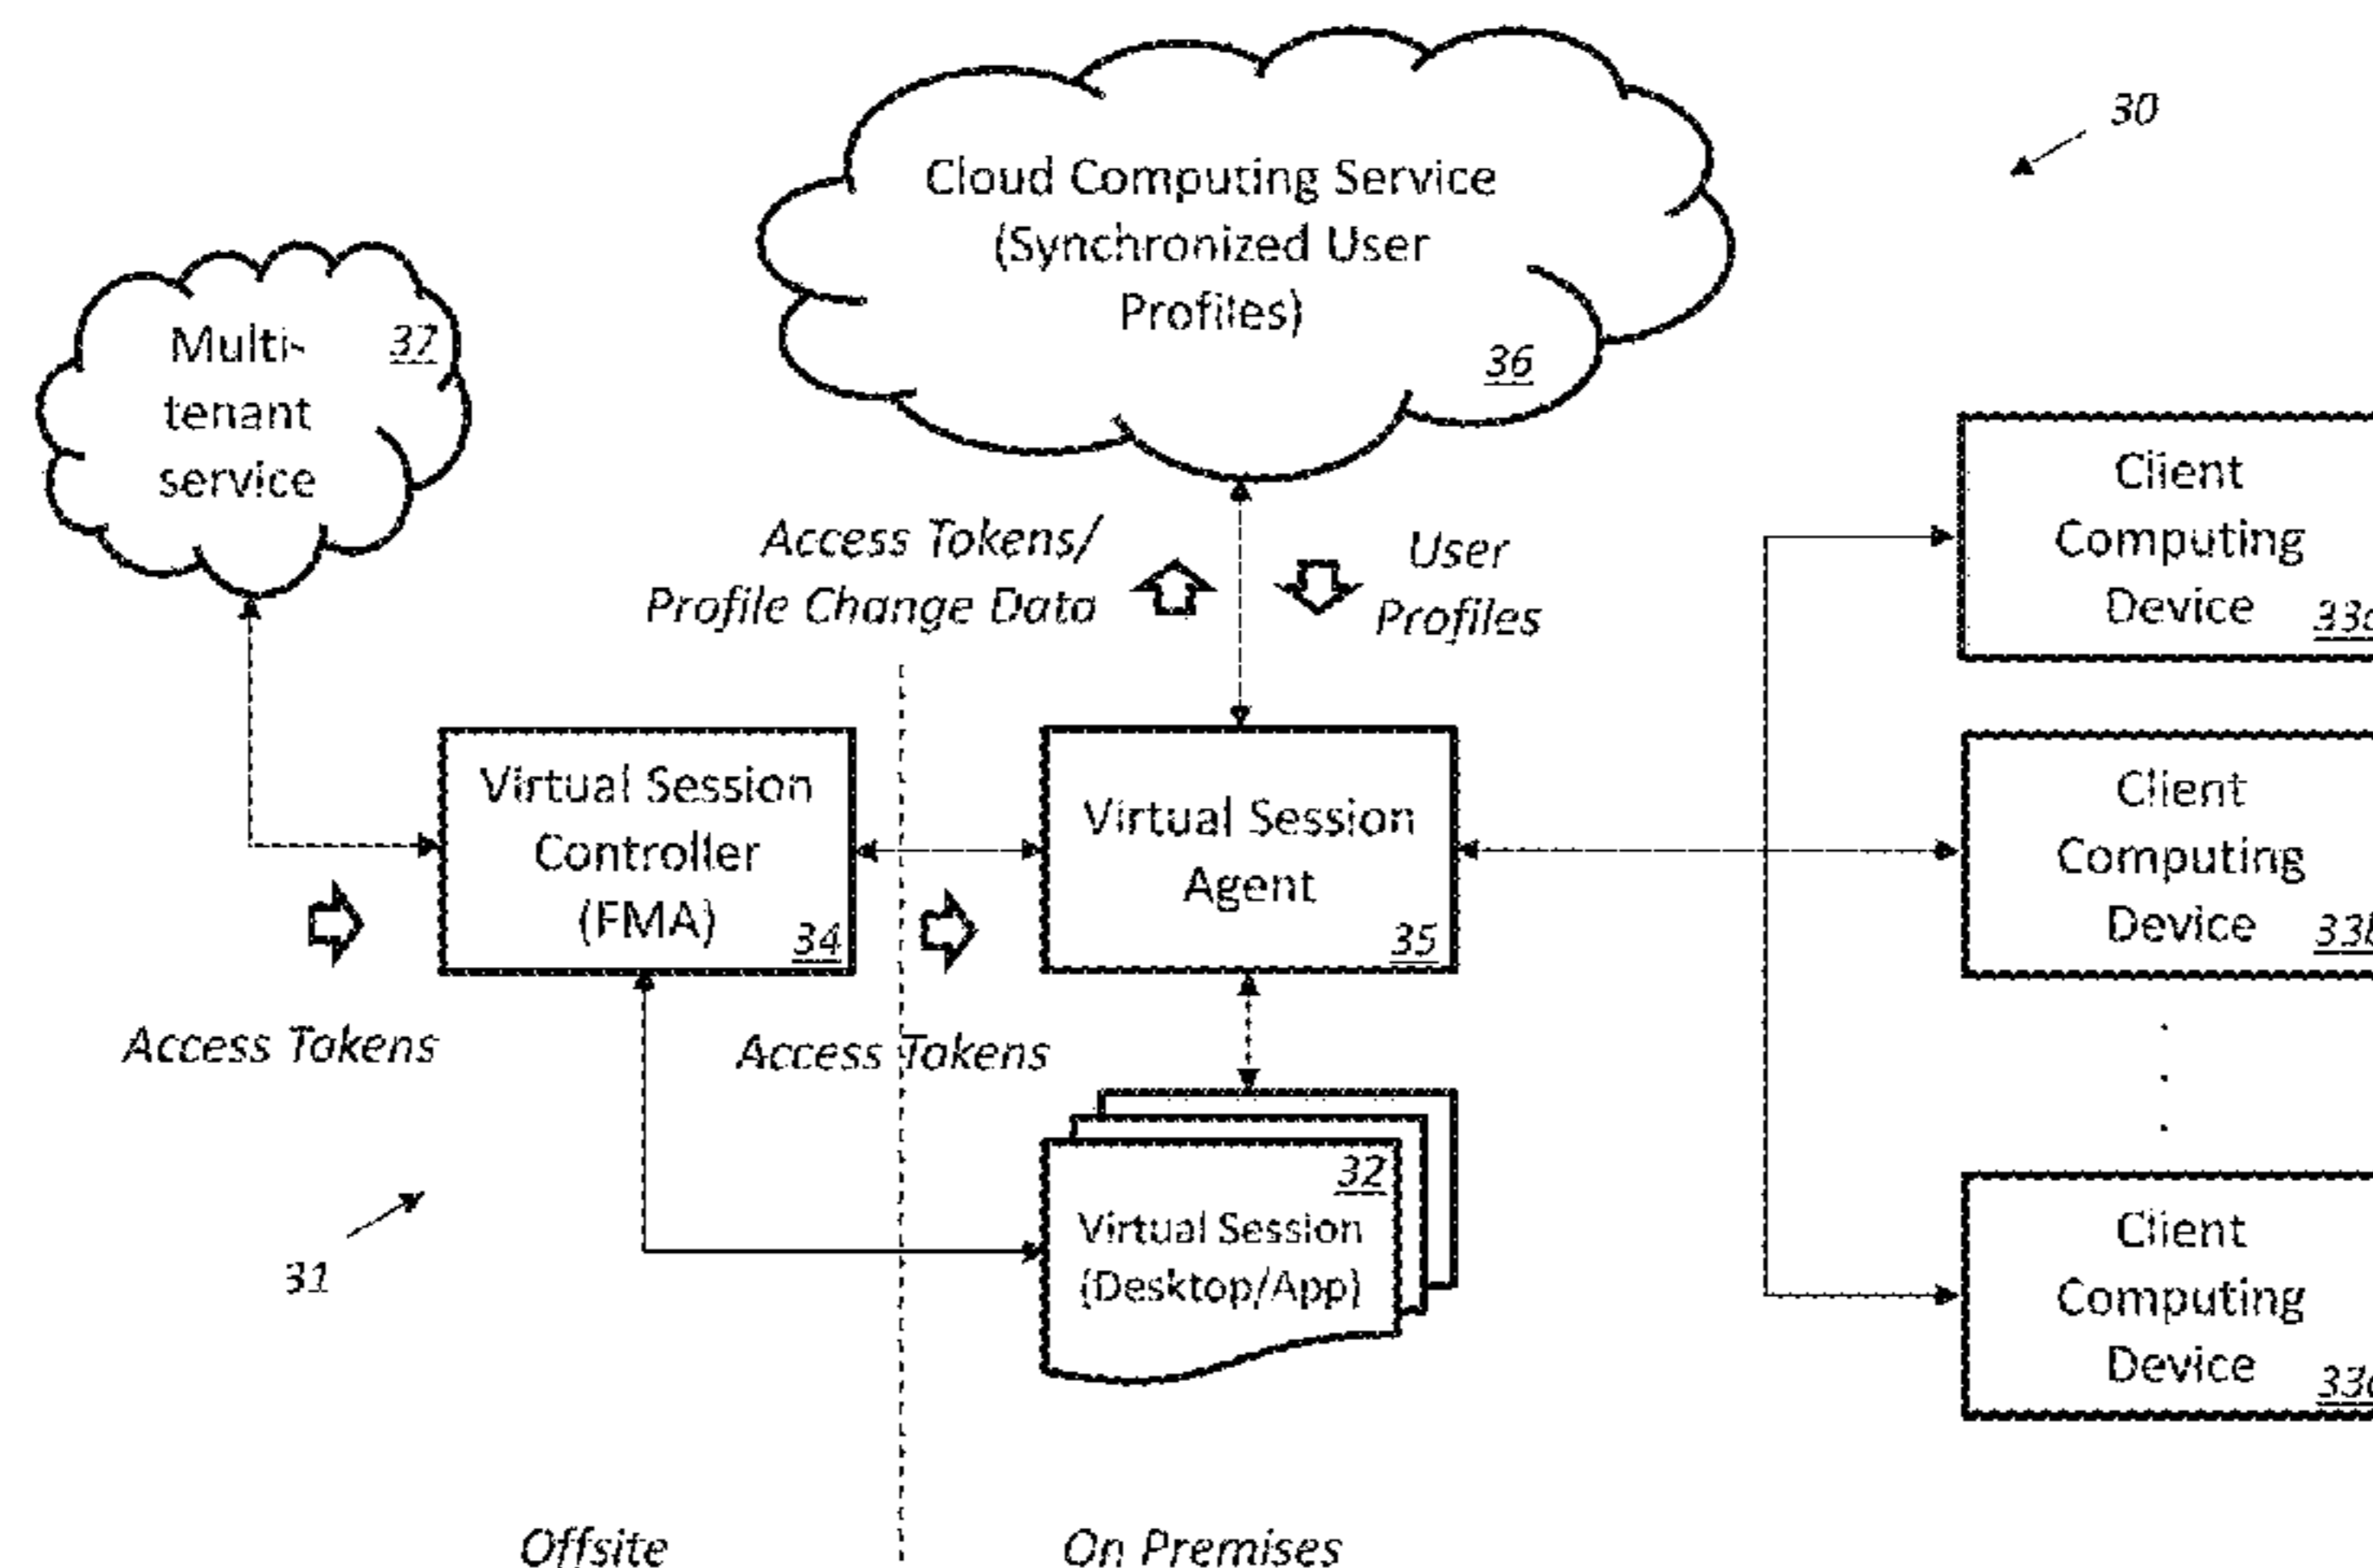 30
Cloud Computing Service
(Synchronized User
Profiles)
36
Multi-
tenant
service
37
Access Tokens/
Profile Change Data
User
Profiles
Client
Computing
Device
Virtual Session
Controller
(FMA)
34
Virtual Session
Agent
35
Client
Computing
Device
Access Tokens
Access Tokens
31
32
Virtual Session
(Desktop/App)
Client
Computing
Device
Offsite
On Premises